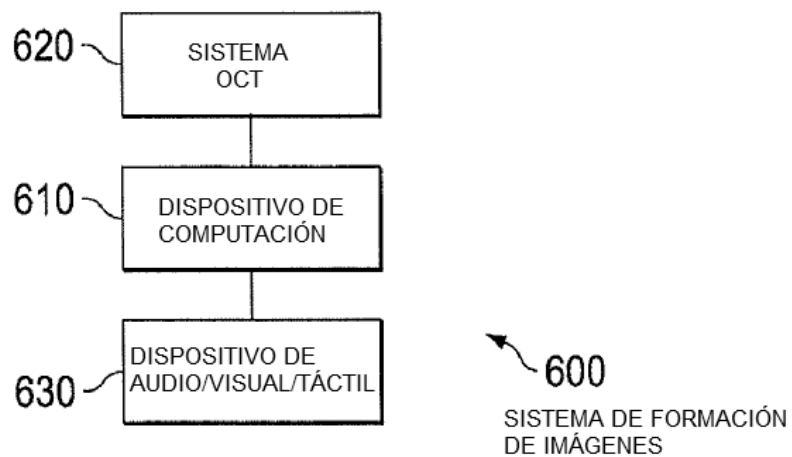 620
SISTEMA
OCT
610
DISPOSITIVO DE
COMPUTACIÓN
630
DISPOSITIVO DE
AUDIO/VISUAL/TÁCTIL
600
SISTEMA DE FORMACIÓN
DE IMÁGENES